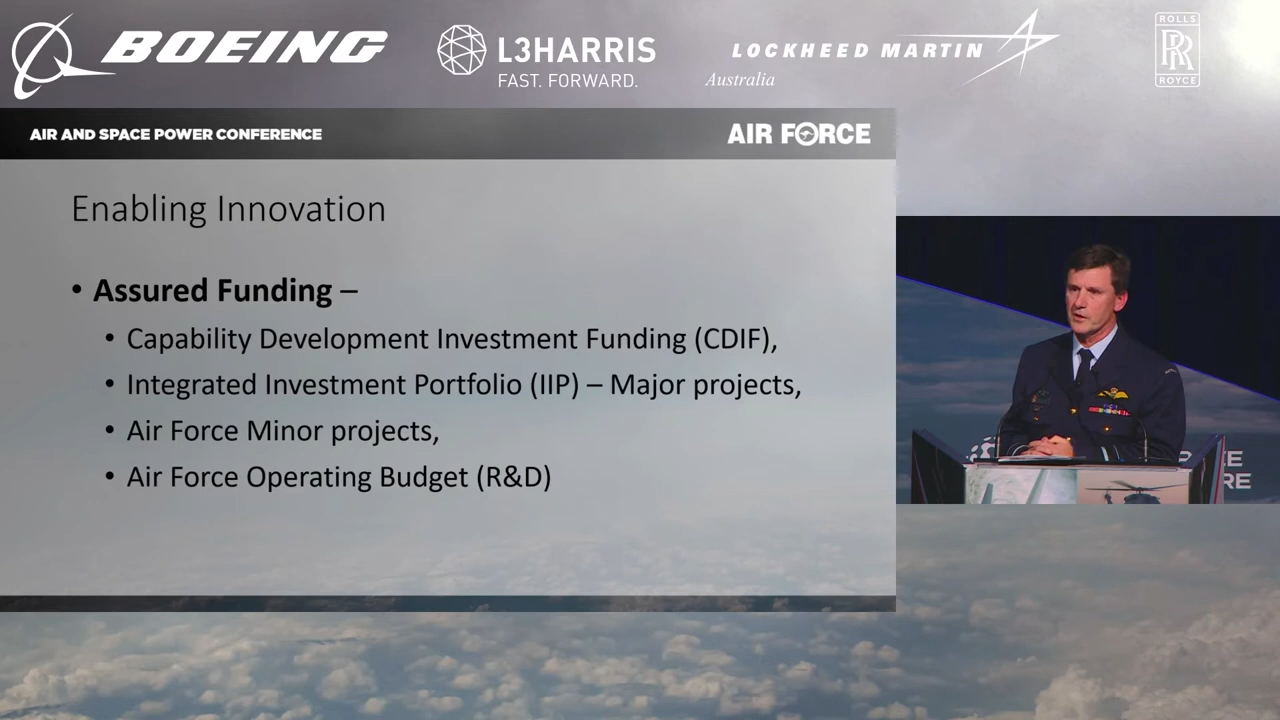 BOEING
L3HARRIS
FAST. FORWARD.
LOCKHEED MARTIN
Australia
ROLLS
RR
ROYCE
AIR AND SPACE POWER CONFERENCE
AIR FORCE
Enabling Innovation
• Assured Funding –
• Capability Development Investment Funding (CDIF),
• Integrated Investment Portfolio (IIP) – Major projects,
• Air Force Minor projects,
• Air Force Operating Budget (R&D)